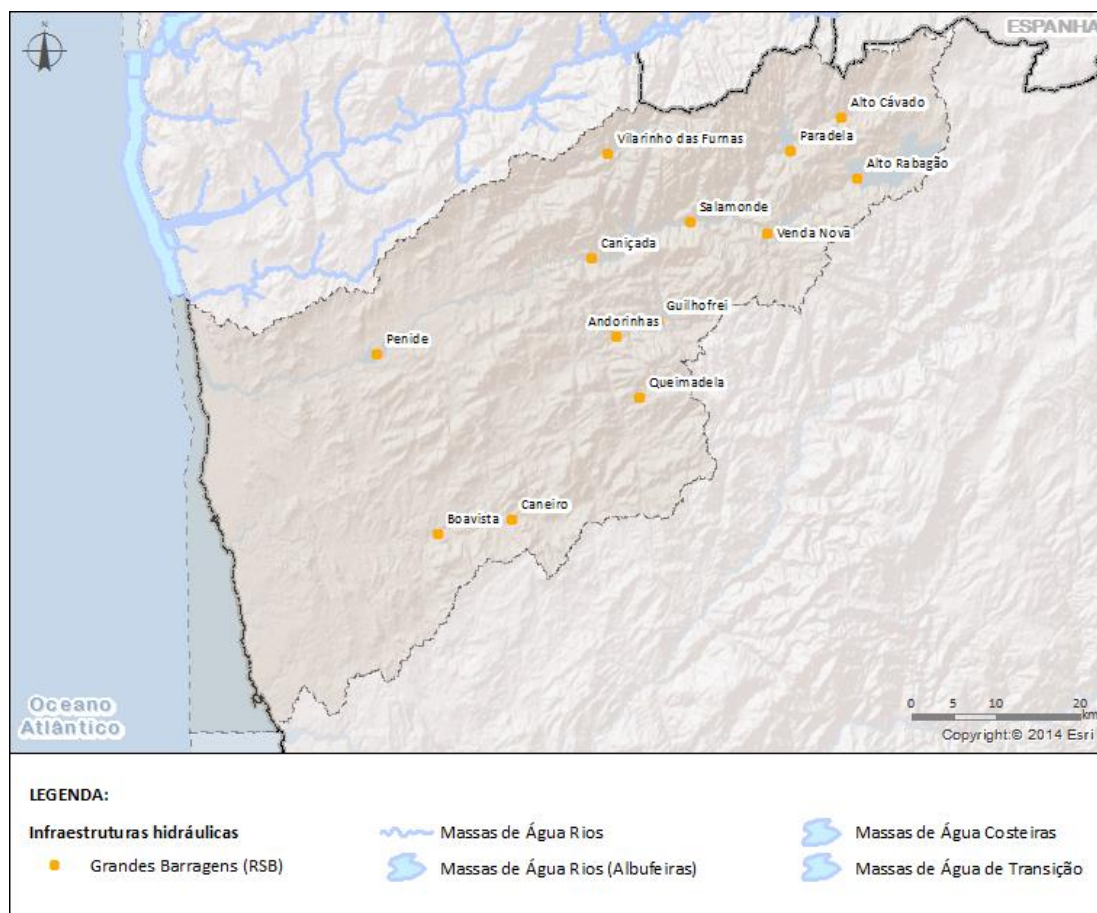 N
ESPANHA
Alto Cávado
Vilarinho das Furnas
Paradela
Alto Rabagão
Salamonde
Venda Nova
Caniçada
Guilhofrei
Andorinhas
Penide
Queimadela
Caneiro
Boavista
Oceano
Atlântico
0 5 10 20
km
Copyright:© 2014 Esri
LEGENDA:
Infraestruturas hidráulicas
Grandes Barragens (RSB)
Massas de Água Rios
Massas de Água Rios (Albufeiras)
Massas de Água Costeiras
Massas de Água de Transição